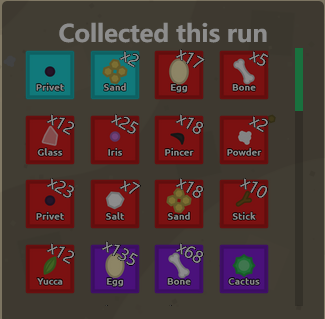 Collected this run
Privet
x2 Sand
x17 Egg
x5 Bone
x12 Glass
x25 Iris
x18 Pincer
x2 Powder
x23 Privet
x7 Salt
x18 Sand
x10 Stick
x12 Yucca
x135 Egg
x68 Bone
Cactus